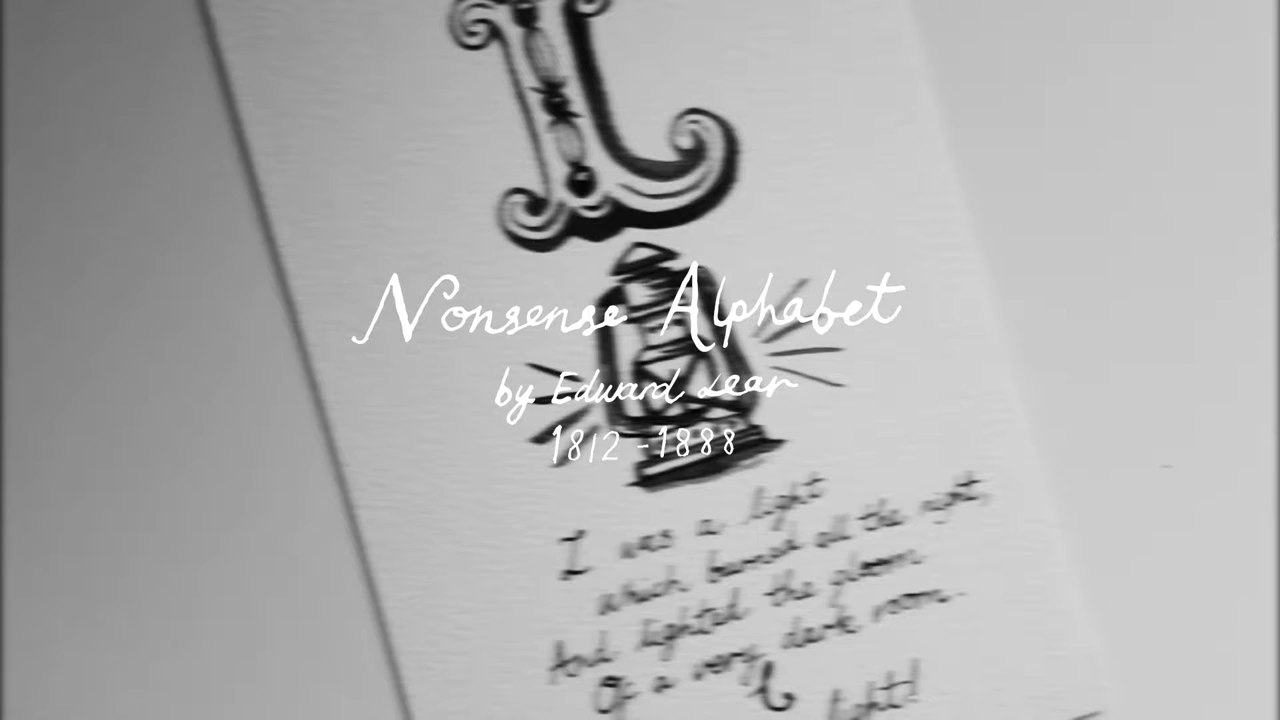 L
Nonsense Alphabet
by Edward Lear
1812 - 1888
L was a light
which burned all the night,
And lighted the gloom
Of a very dark room.
l
light!